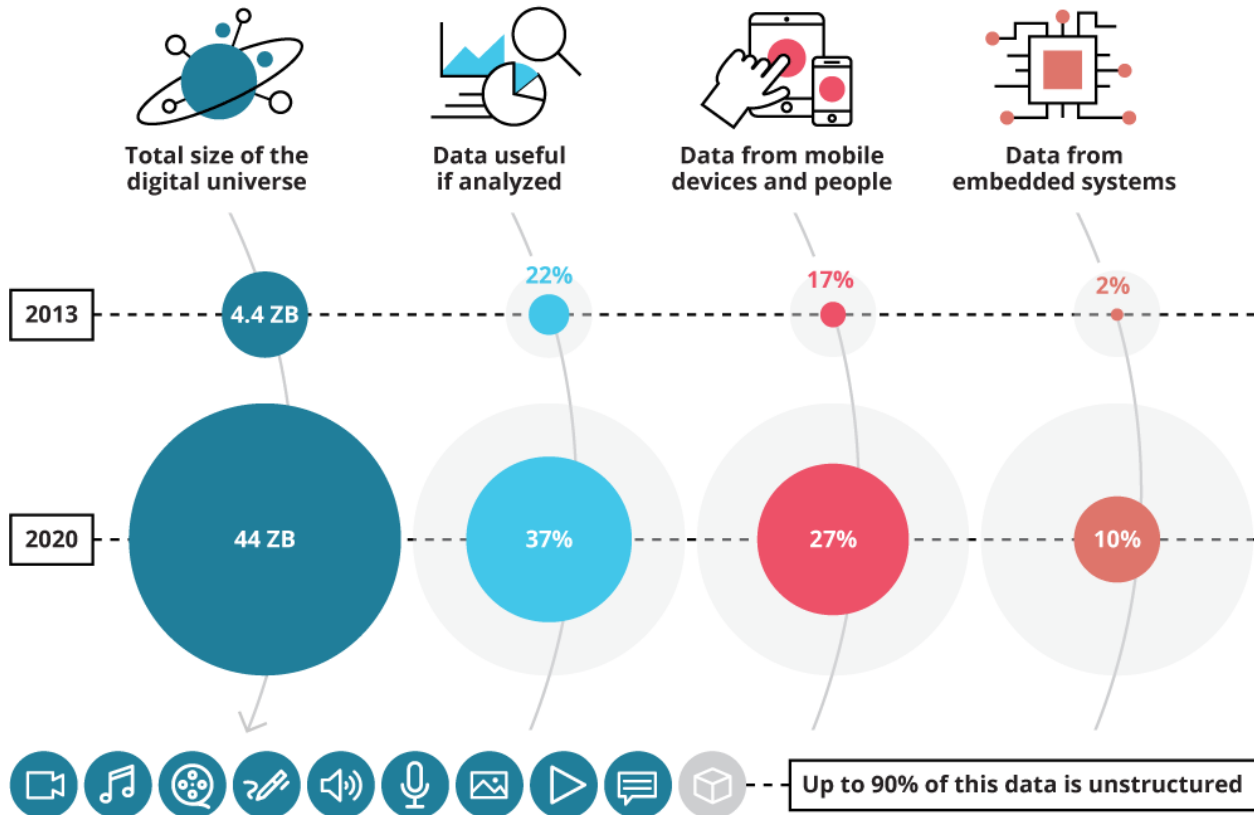 Total size of the
digital universe
Data useful
if analyzed
Data from mobile
devices and people
Data from
embedded systems
2013
4.4 ZB
22%
17%
2%
2020
44 ZB
37%
27%
10%
Up to 90% of this data is unstructured